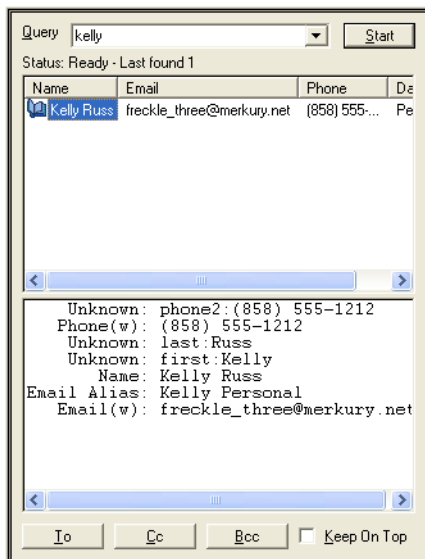 Query kelly Start
Status: Ready - Last found 1
Name Email Phone Da
Kelly Russ freckle_three@merkury.net (858) 555-... Pe
Unknown: phone2:(858) 555-1212
Phone(w): (858) 555-1212
Unknown: last:Russ
Unknown: first:Kelly
Name: Kelly Russ
Email Alias: Kelly Personal
Email(w): freckle_three@merkury.net
To Cc Bcc Keep On Top